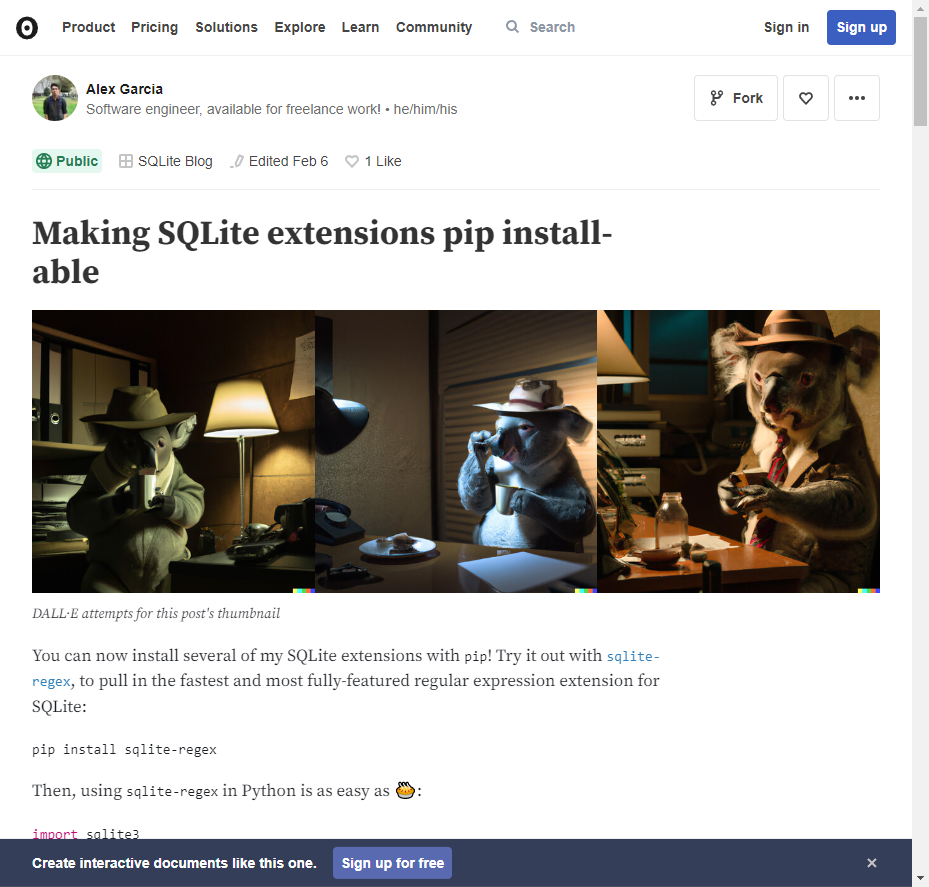 Product Pricing Solutions Explore Learn Community Search Sign in Sign up
Alex Garcia
Software engineer, available for freelance work! • he/him/his
Fork
Public SQLite Blog Edited Feb 6 1 Like
Making SQLite extensions pip install-
able
DALL·E attempts for this post's thumbnail
You can now install several of my SQLite extensions with pip! Try it out with sqlite-
regex, to pull in the fastest and most fully-featured regular expression extension for
SQLite:
pip install sqlite-regex
Then, using sqlite-regex in Python is as easy as 🥧:
import sqlite3
Create interactive documents like this one. Sign up for free